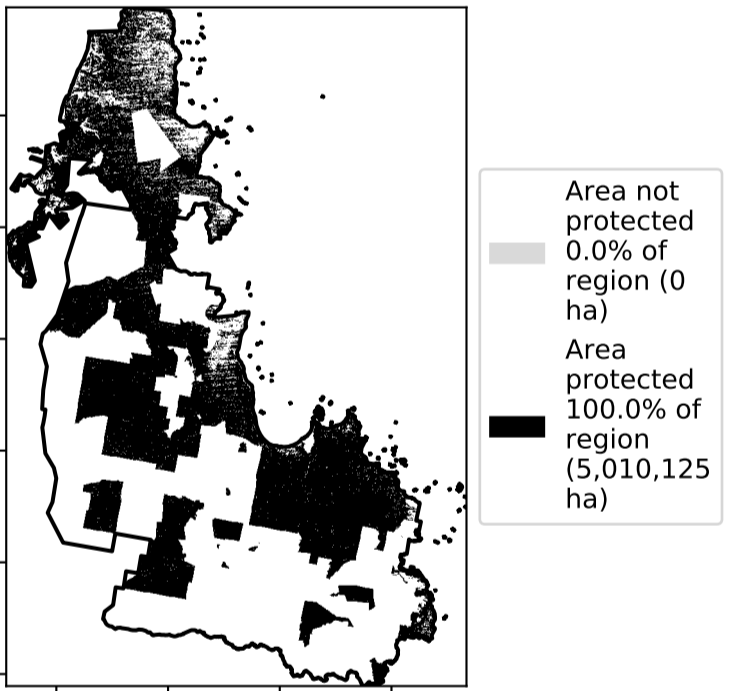 Area not
protected
0.0% of
region (0
ha)
Area
protected
100.0% of
region
(5,010,125
ha)